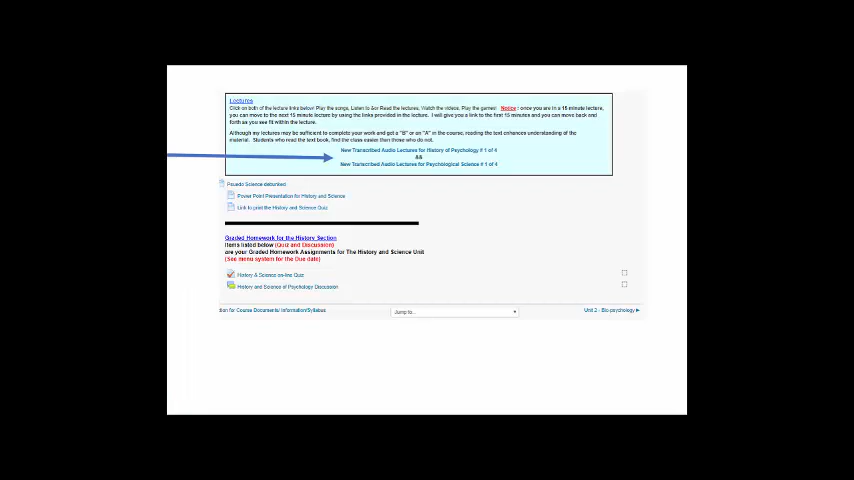 Lectures
Click on both of the lecture links below! Play the songs, Listen to &or Read the lectures, Watch the videos, Play the games! Notice : once you are in a 15 minute lecture,
you can move to the next 15 minute lecture by using the links provided in the lecture. I will give you a link to the first 15 minutes and you can move back and
forth as you see fit within the lecture.
Although my lectures may be sufficient to complete your work and get a "B" or an "A" in the course, reading the text enhances understanding of the
material. Students who read the text book, find the class easier than those who do not.
New Transcribed Audio Lectures for History of Psychology # 1 of 4
&&
New Transcribed Audio Lectures for Psychological Science # 1 of 4
Psuedo Science debunked
Power Point Presentation for History and Science
Link to print the History and Science Quiz
Graded Homework for the History Section
Items listed below (Quiz and Discussion)
are your Graded Homework Assignments for The History and Science Unit
(See menu system for the Due date)
History & Science on-line Quiz
History and Science of Psychology Discussion
tion for Course Documents/ Information/Syllabus
Jump to...
Unit 2 - Bio psychology ►